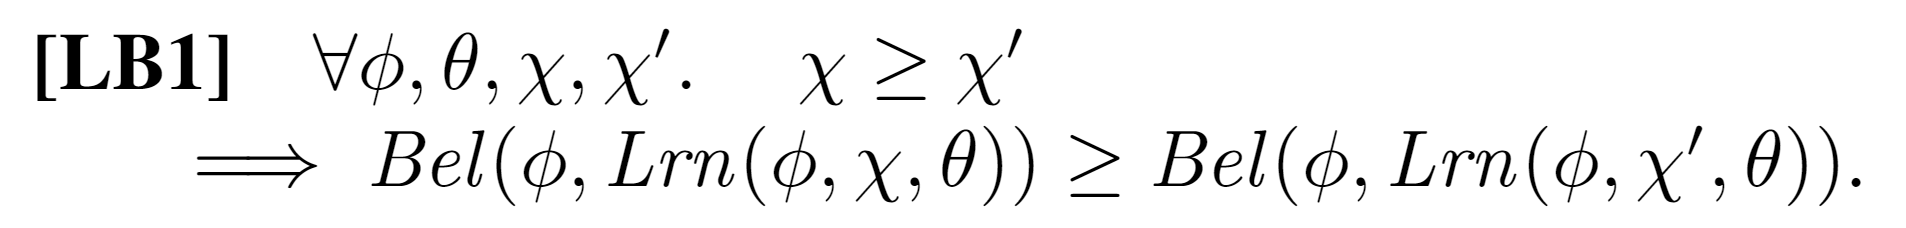 [LB1] ∀ϕ, θ, χ, χ′. χ ≥ χ′
⟹ Bel(ϕ, Lrn(ϕ, χ, θ)) ≥ Bel(ϕ, Lrn(ϕ, χ′, θ)).